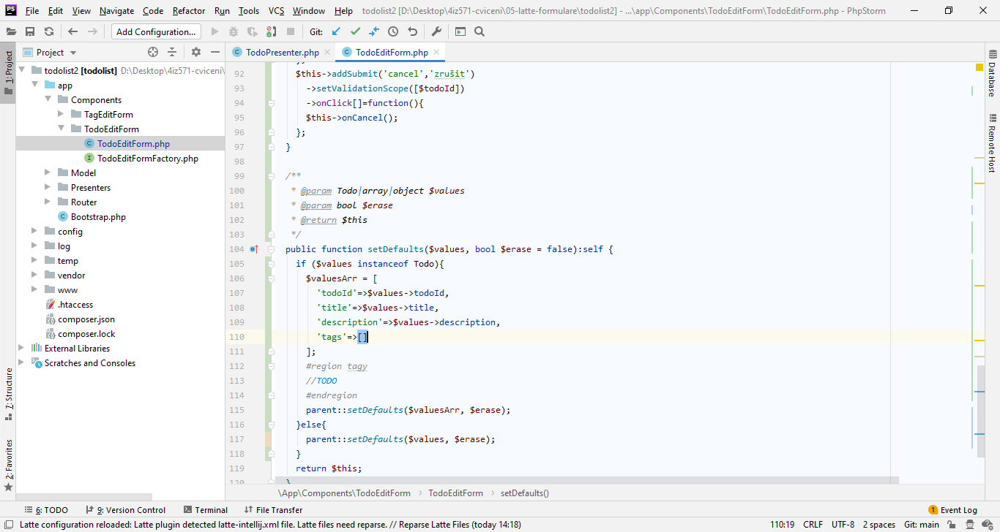 File Edit View Navigate Code Refactor Run Tools VCS Window Help todolist2 [D:\Desktop\4iz571-cviceni\05-latte-formulare\todolist2] - ...\app\Components\TodoEditForm\TodoEditForm.php - PhpStorm
Add Configuration... Git:
Project TodoPresenter.php TodoEditForm.php
1: Project
7: Structure
2: Favorites
todolist2 [todolist] D:\Desktop\4iz571-cviceni\
app
Components
TagEditForm
TodoEditForm
TodoEditForm.php
TodoEditFormFactory.php
Model
Presenters
Router
Bootstrap.php
config
log
temp
vendor
www
.htaccess
composer.json
composer.lock
External Libraries
Scratches and Consoles
92 $this->addSubmit('cancel','zrušit')
93 ->setValidationScope([$todoId])
94 ->onClick[]=function(){
95 $this->onCancel();
96 };
97 }
98
99 /**
100 * @param Todo|array|object $values
101 * @param bool $erase
102 * @return $this
103 */
104 public function setDefaults($values, bool $erase = false):self {
105 if ($values instanceof Todo){
106 $valuesArr = [
107 'todoId'=>$values->todoId,
108 'title'=>$values->title,
109 'description'=>$values->description,
110 'tags'=>[]
111 ];
112 #region tagy
113 //TODO
114 #endregion
115 parent::setDefaults($valuesArr, $erase);
116 }else{
117 parent::setDefaults($values, $erase);
118 }
119 return $this;
120 }
Database
Remote Host
\App\Components\TodoEditForm › TodoEditForm › setDefaults()
6: TODO 9: Version Control Terminal File Transfer 1 Event Log
Latte configuration reloaded: Latte plugin detected latte-intellij.xml file. Latte files need reparse. // Reparse Latte Files (today 14:18) 110:19 CRLF UTF-8 2 spaces Git: main